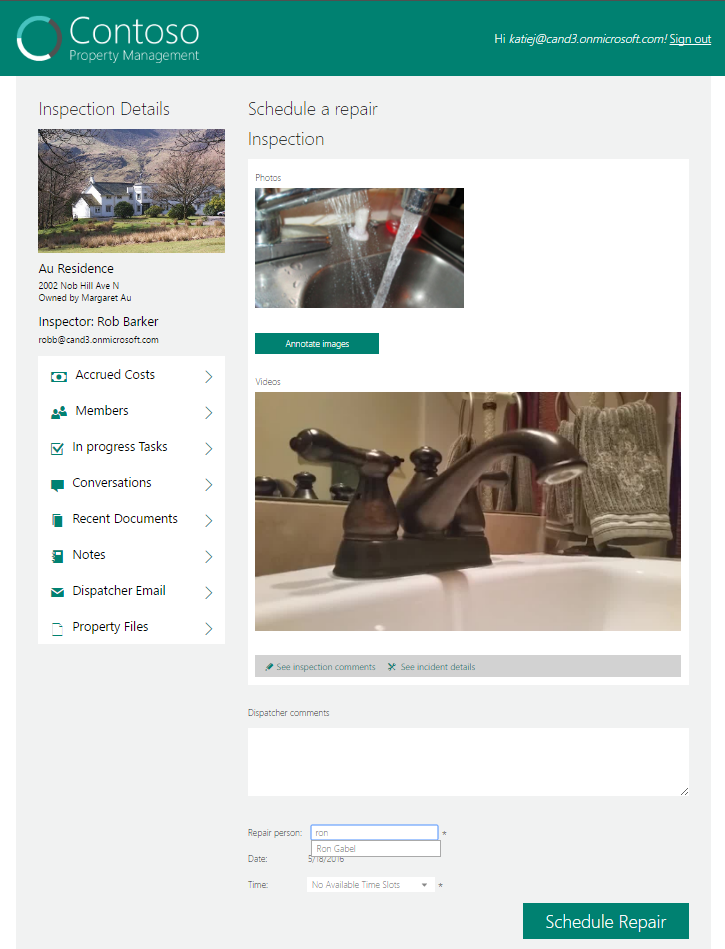 Contoso
Property Management
Hi katiej@cand3.onmicrosoft.com! Sign out
Inspection Details
Au Residence
2002 Nob Hill Ave N
Owned by Margaret Au
Inspector: Rob Barker
robb@cand3.onmicrosoft.com
Accrued Costs
Members
In progress Tasks
Conversations
Recent Documents
Notes
Dispatcher Email
Property Files
Schedule a repair
Inspection
Photos
Annotate images
Videos
See inspection comments See incident details
Dispatcher comments
Repair person: ron *
Ron Gabel
Date: 5/18/2016
Time: No Available Time Slots *
Schedule Repair